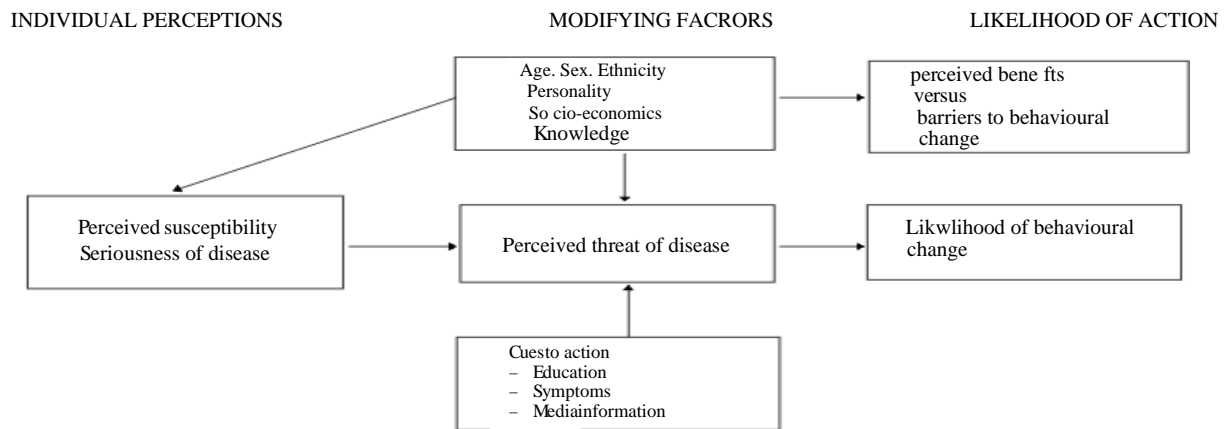 INDIVIDUAL PERCEPTIONS
MODIFYING FACRORS
LIKELIHOOD OF ACTION
Age. Sex. Ethnicity
Personality
So cio-economics
Knowledge
perceived bene fts
versus
barriers to behavioural
change
Perceived susceptibility
Seriousness of disease
Perceived threat of disease
Likwlihood of behavioural
change
Cuesto action
– Education
– Symptoms
– Mediainformation